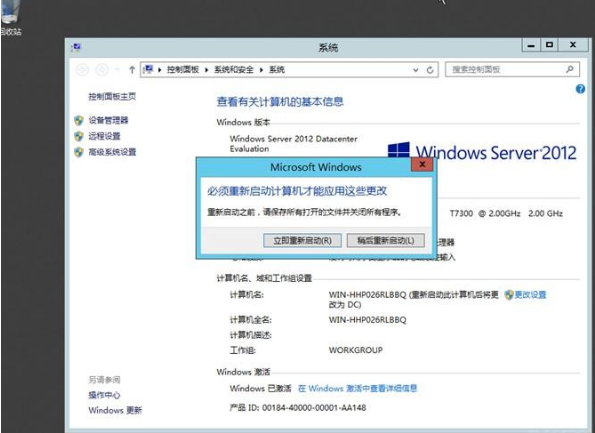 回收站
系统
控制面板 ▸ 系统和安全 ▸ 系统
搜索控制面板
控制面板主页
设备管理器
远程设置
高级系统设置
查看有关计算机的基本信息
Windows 版本
Windows Server 2012 Datacenter
Evaluation
Windows Server 2012
Microsoft Windows
x
必须重新启动计算机才能应用这些更改
重新启动之前，请保存所有打开的文件并关闭所有程序。
立即重新启动(R)
稍后重新启动(L)
T7300 @ 2.00GHz 2.00 GHz
理器
输入
计算机名、域和工作组设置
计算机名: WIN-HHP026RLBBQ (重新启动此计算机后将更 更改设置
改为 DC)
计算机全名: WIN-HHP026RLBBQ
计算机描述:
工作组: WORKGROUP
Windows 激活
Windows 已激活 在 Windows 激活中查看详细信息
产品 ID: 00184-40000-00001-AA148
另请参阅
操作中心
Windows 更新